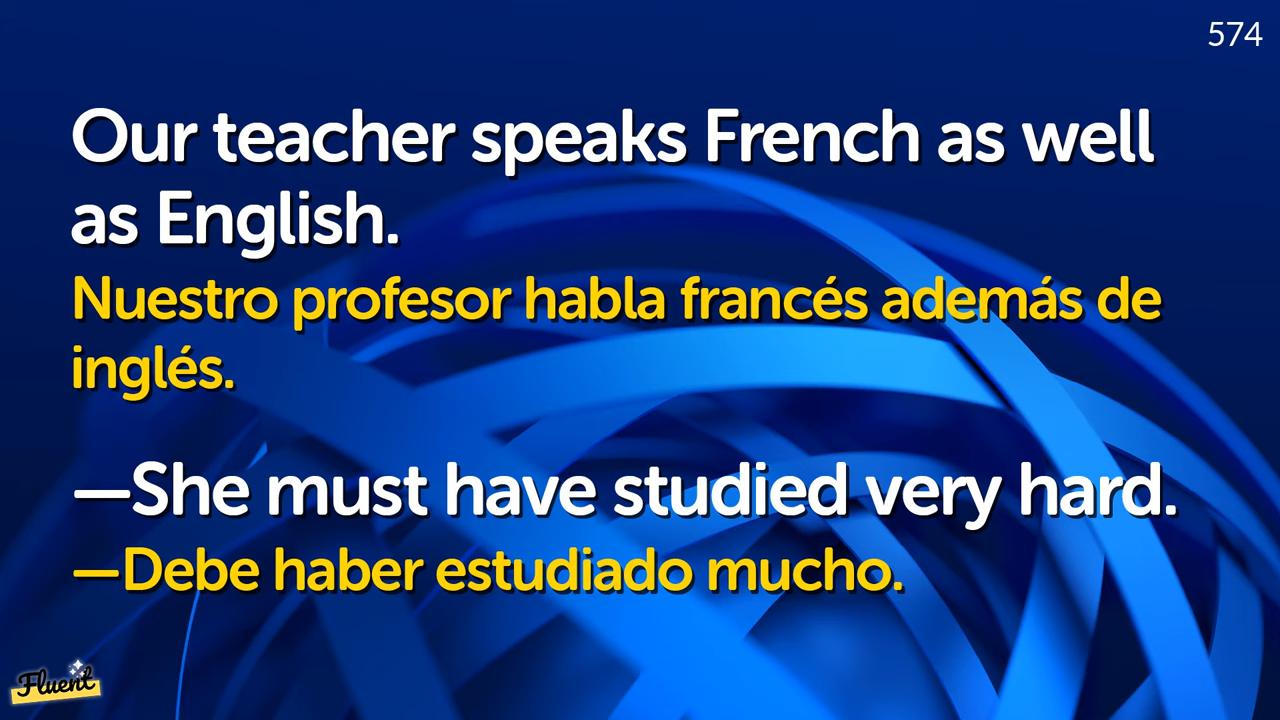 574
Our teacher speaks French as well
as English.
Nuestro profesor habla francés además de
inglés.
—She must have studied very hard.
—Debe haber estudiado mucho.
Fluent